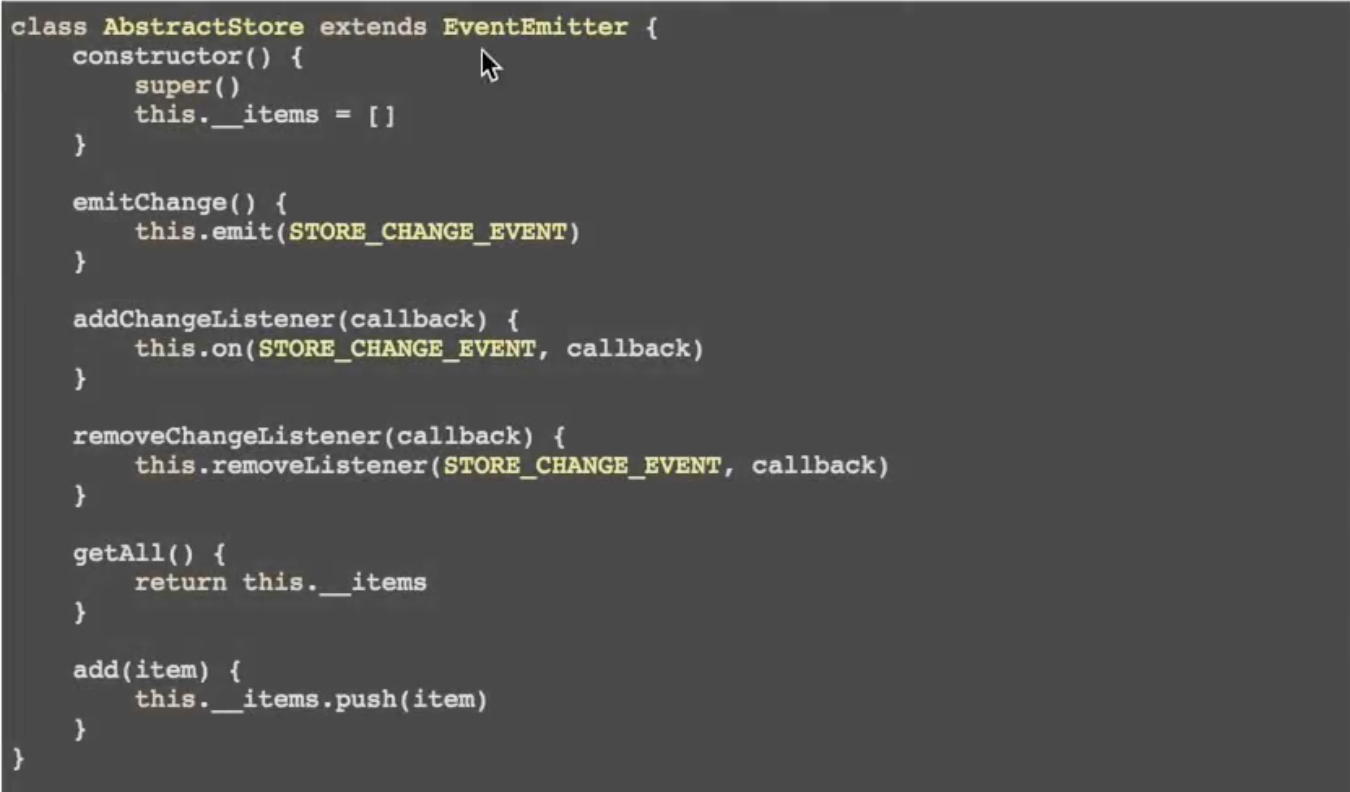 class AbstractStore extends EventEmitter {
constructor() {
super()
this.__items = []
}
emitChange() {
this.emit(STORE_CHANGE_EVENT)
}
addChangeListener(callback) {
this.on(STORE_CHANGE_EVENT, callback)
}
removeChangeListener(callback) {
this.removeListener(STORE_CHANGE_EVENT, callback)
}
getAll() {
return this.__items
}
add(item) {
this.__items.push(item)
}
}